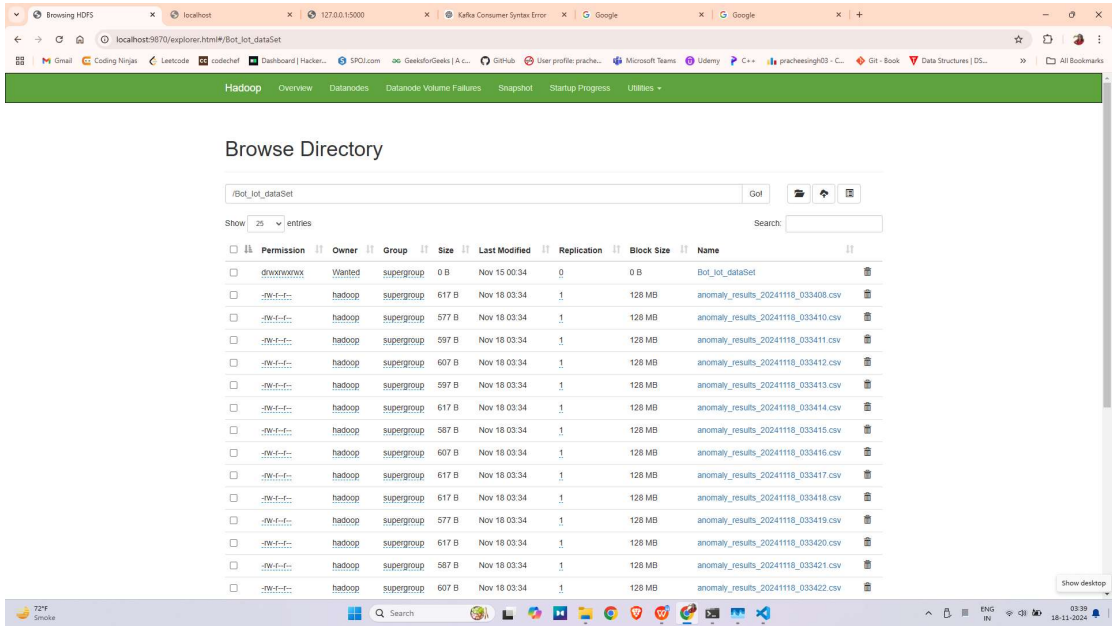 Browsing HDFS localhost 127.0.0.1:5000 Kafka Consumer Syntax Error Google Google
localhost:9870/explorer.html#/Bot_Iot_dataSet
Gmail Coding Ninjas Leetcode codechef Dashboard | Hacker... SPOJ.com GeeksforGeeks | A c... GitHub User profile: prache... Microsoft Teams Udemy C++ pracheesingh03 - C... Git - Book Data Structures | DS... » All Bookmarks
Hadoop Overview Datanodes Datanode Volume Failures Snapshot Startup Progress Utilities
Browse Directory
/Bot_Iot_dataSet Go!
Show 25 entries Search:
Permission Owner Group Size Last Modified Replication Block Size Name
drwxrwxrwx Wanted supergroup 0 B Nov 15 00:34 0 0 B Bot_Iot_dataSet
-rw-r--r-- hadoop supergroup 617 B Nov 18 03:34 1 128 MB anomaly_results_20241118_033408.csv
-rw-r--r-- hadoop supergroup 577 B Nov 18 03:34 1 128 MB anomaly_results_20241118_033410.csv
-rw-r--r-- hadoop supergroup 597 B Nov 18 03:34 1 128 MB anomaly_results_20241118_033411.csv
-rw-r--r-- hadoop supergroup 607 B Nov 18 03:34 1 128 MB anomaly_results_20241118_033412.csv
-rw-r--r-- hadoop supergroup 597 B Nov 18 03:34 1 128 MB anomaly_results_20241118_033413.csv
-rw-r--r-- hadoop supergroup 617 B Nov 18 03:34 1 128 MB anomaly_results_20241118_033414.csv
-rw-r--r-- hadoop supergroup 587 B Nov 18 03:34 1 128 MB anomaly_results_20241118_033415.csv
-rw-r--r-- hadoop supergroup 607 B Nov 18 03:34 1 128 MB anomaly_results_20241118_033416.csv
-rw-r--r-- hadoop supergroup 617 B Nov 18 03:34 1 128 MB anomaly_results_20241118_033417.csv
-rw-r--r-- hadoop supergroup 617 B Nov 18 03:34 1 128 MB anomaly_results_20241118_033418.csv
-rw-r--r-- hadoop supergroup 577 B Nov 18 03:34 1 128 MB anomaly_results_20241118_033419.csv
-rw-r--r-- hadoop supergroup 617 B Nov 18 03:34 1 128 MB anomaly_results_20241118_033420.csv
-rw-r--r-- hadoop supergroup 587 B Nov 18 03:34 1 128 MB anomaly_results_20241118_033421.csv
-rw-r--r-- hadoop supergroup 607 B Nov 18 03:34 1 128 MB anomaly_results_20241118_033422.csv
Show desktop
72°F Search ENG 03:39
Smoke IN 18-11-2024